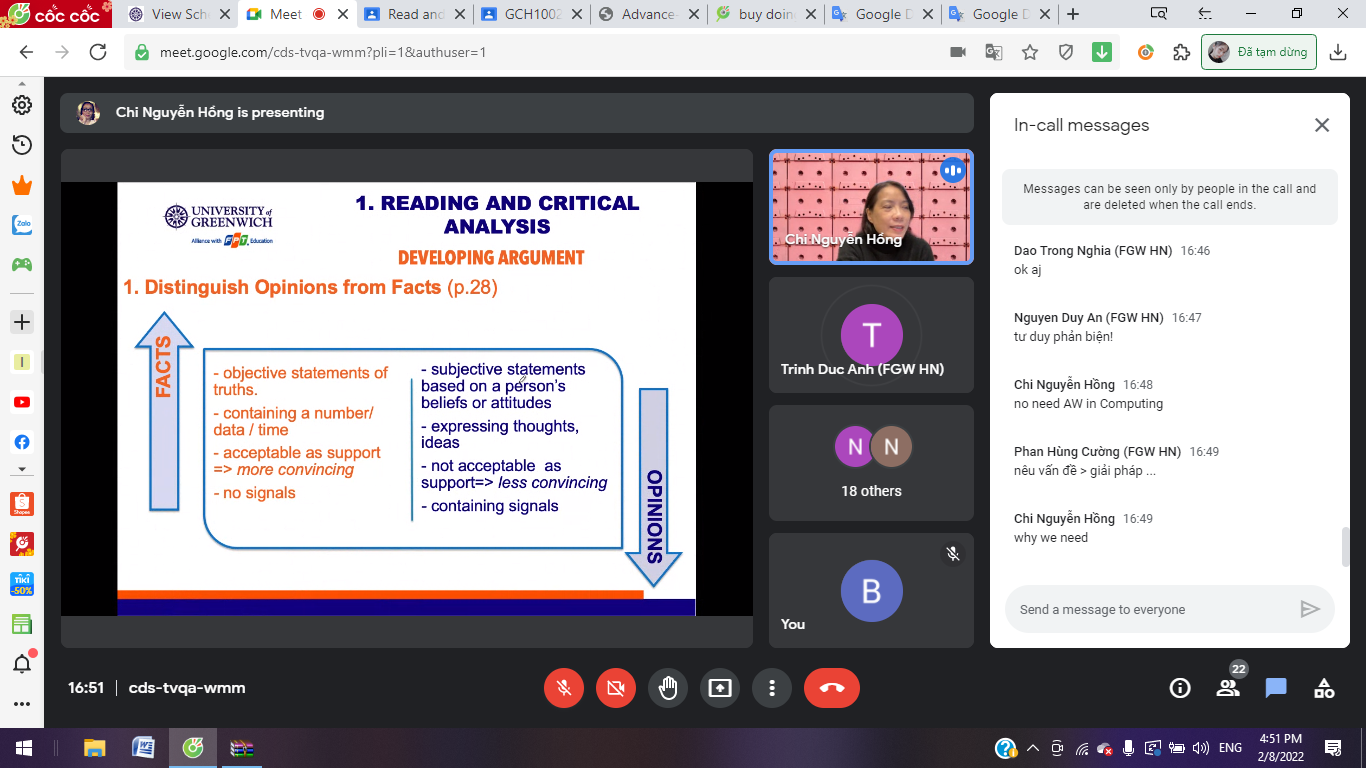 cốc cốc
View Sch
Meet
Read and
GCH1002
Advance-
buy doin
Google D
Google D
meet.google.com/cds-tvqa-wmm?pli=1&authuser=1
Đã tạm dừng
Chi Nguyễn Hồng is presenting
UNIVERSITY of
GREENWICH
Alliance with FPT Education
1. READING AND CRITICAL
ANALYSIS
DEVELOPING ARGUMENT
1. Distinguish Opinions from Facts (p.28)
FACTS
- objective statements of
truths.
- containing a number/
data / time
- acceptable as support
=> more convincing
- no signals
- subjective statements
based on a person's
beliefs or attitudes
- expressing thoughts,
ideas
- not acceptable as
support=> less convincing
- containing signals
OPINIONS
Chi Nguyễn Hồng
T
Trinh Duc Anh (FGW HN)
N N
18 others
B
You
In-call messages
Messages can be seen only by people in the call and
are deleted when the call ends.
Dao Trong Nghia (FGW HN) 16:46
ok aj
Nguyen Duy An (FGW HN) 16:47
tư duy phản biện!
Chi Nguyễn Hồng 16:48
no need AW in Computing
Phan Hùng Cường (FGW HN) 16:49
nêu vấn đề > giải pháp ...
Chi Nguyễn Hồng 16:49
why we need
Send a message to everyone
Zalo
I
Shopee
TIKI
-50%
16:51 | cds-tvqa-wmm
22
ENG
4:51 PM
2/8/2022